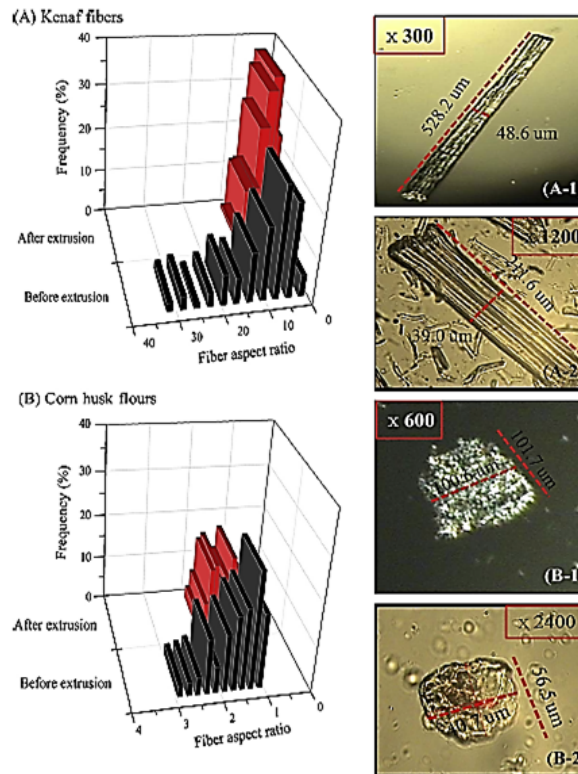 (A) Kenaf fibers
Frequency (%)
40
30
20
10
0
After extrusion
Before extrusion
40
30
20
10
0
Fiber aspect ratio
x 300
528.2 um
48.6 um
(A-1
x1200
39.0 um
(A-2
(B) Corn husk flours
Frequency (%)
40
30
20
10
0
After extrusion
Before extrusion
4
3
2
1
0
Fiber aspect ratio
x 600
101.7 um
(B-1
x 2400
56.5 um
(B-2